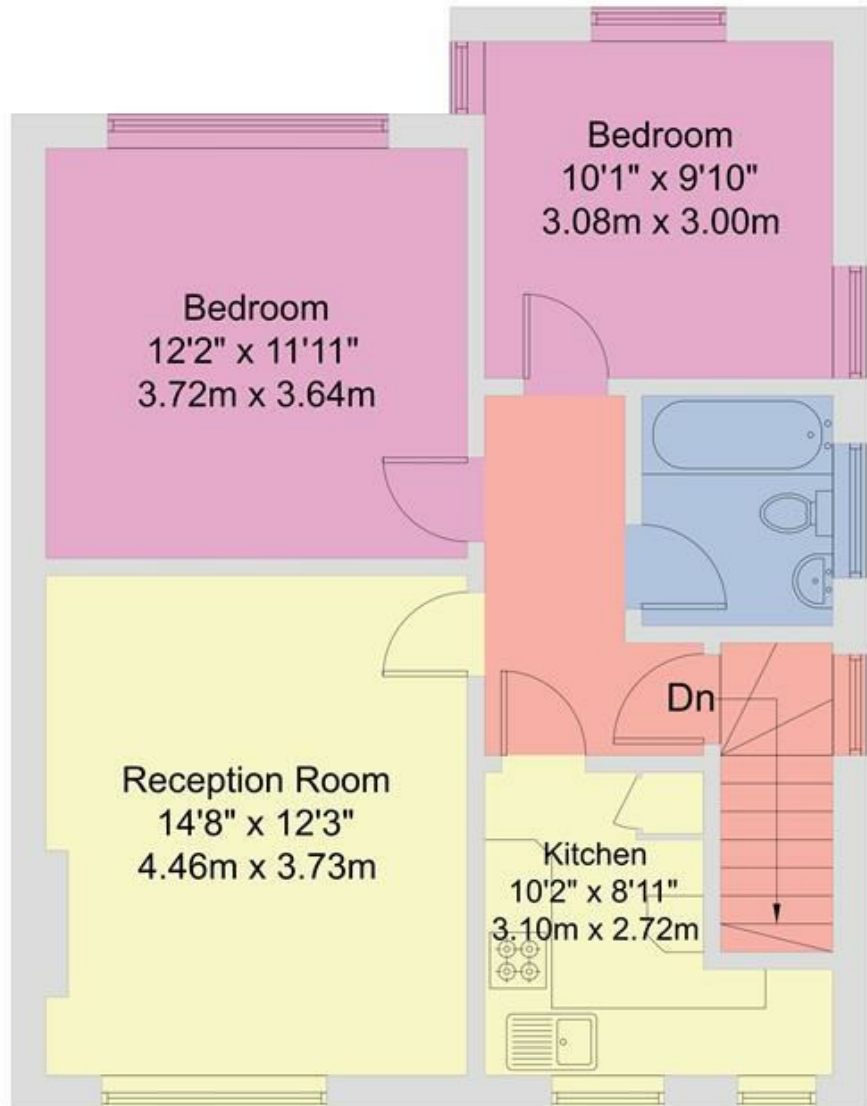 Bedroom
10'1" x 9'10"
3.08m x 3.00m
Bedroom
12'2" x 11'11"
3.72m x 3.64m
Dn
Reception Room
14'8" x 12'3"
4.46m x 3.73m
Kitchen
10'2" x 8'11"
3.10m x 2.72m